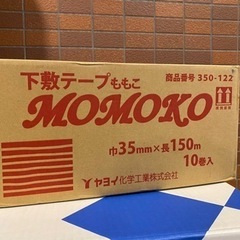 下敷テープももこ
商品番号 350-122
MOMOKO
巾35mm×長150m
10巻入
ヤヨイ化学工業株式会社